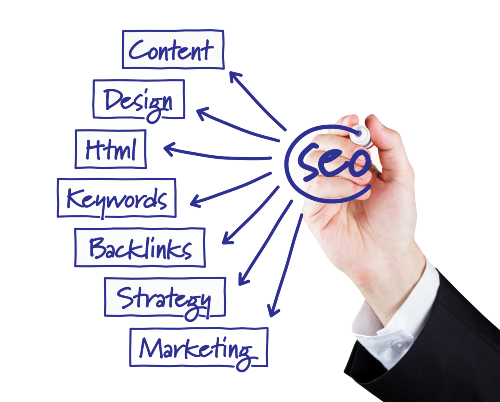 Content
Design
Html
seo
Keywords
Backlinks
Strategy
Marketing